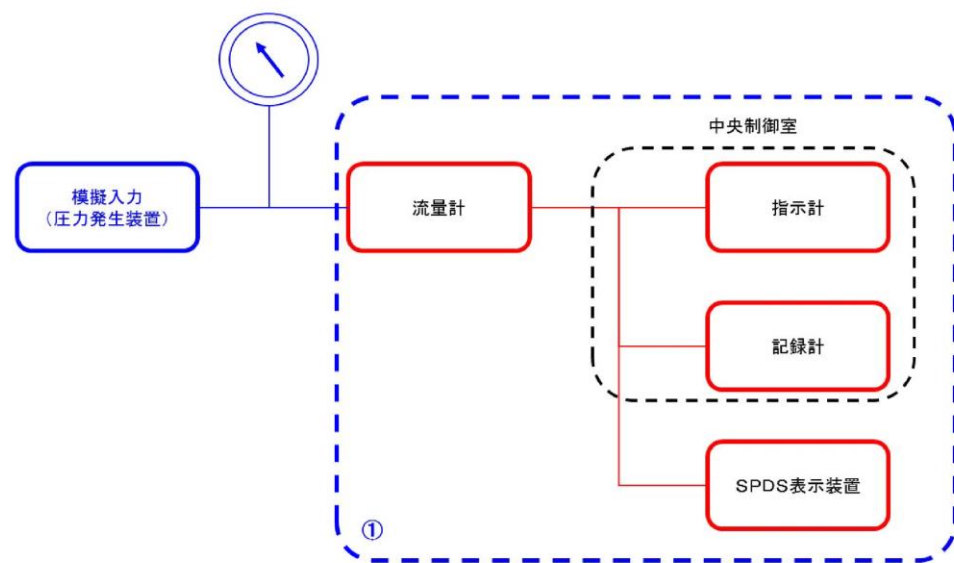 中央制御室
模擬入力
(圧力発生装置)
流量計
指示計
記録計
SPDS表示装置
①